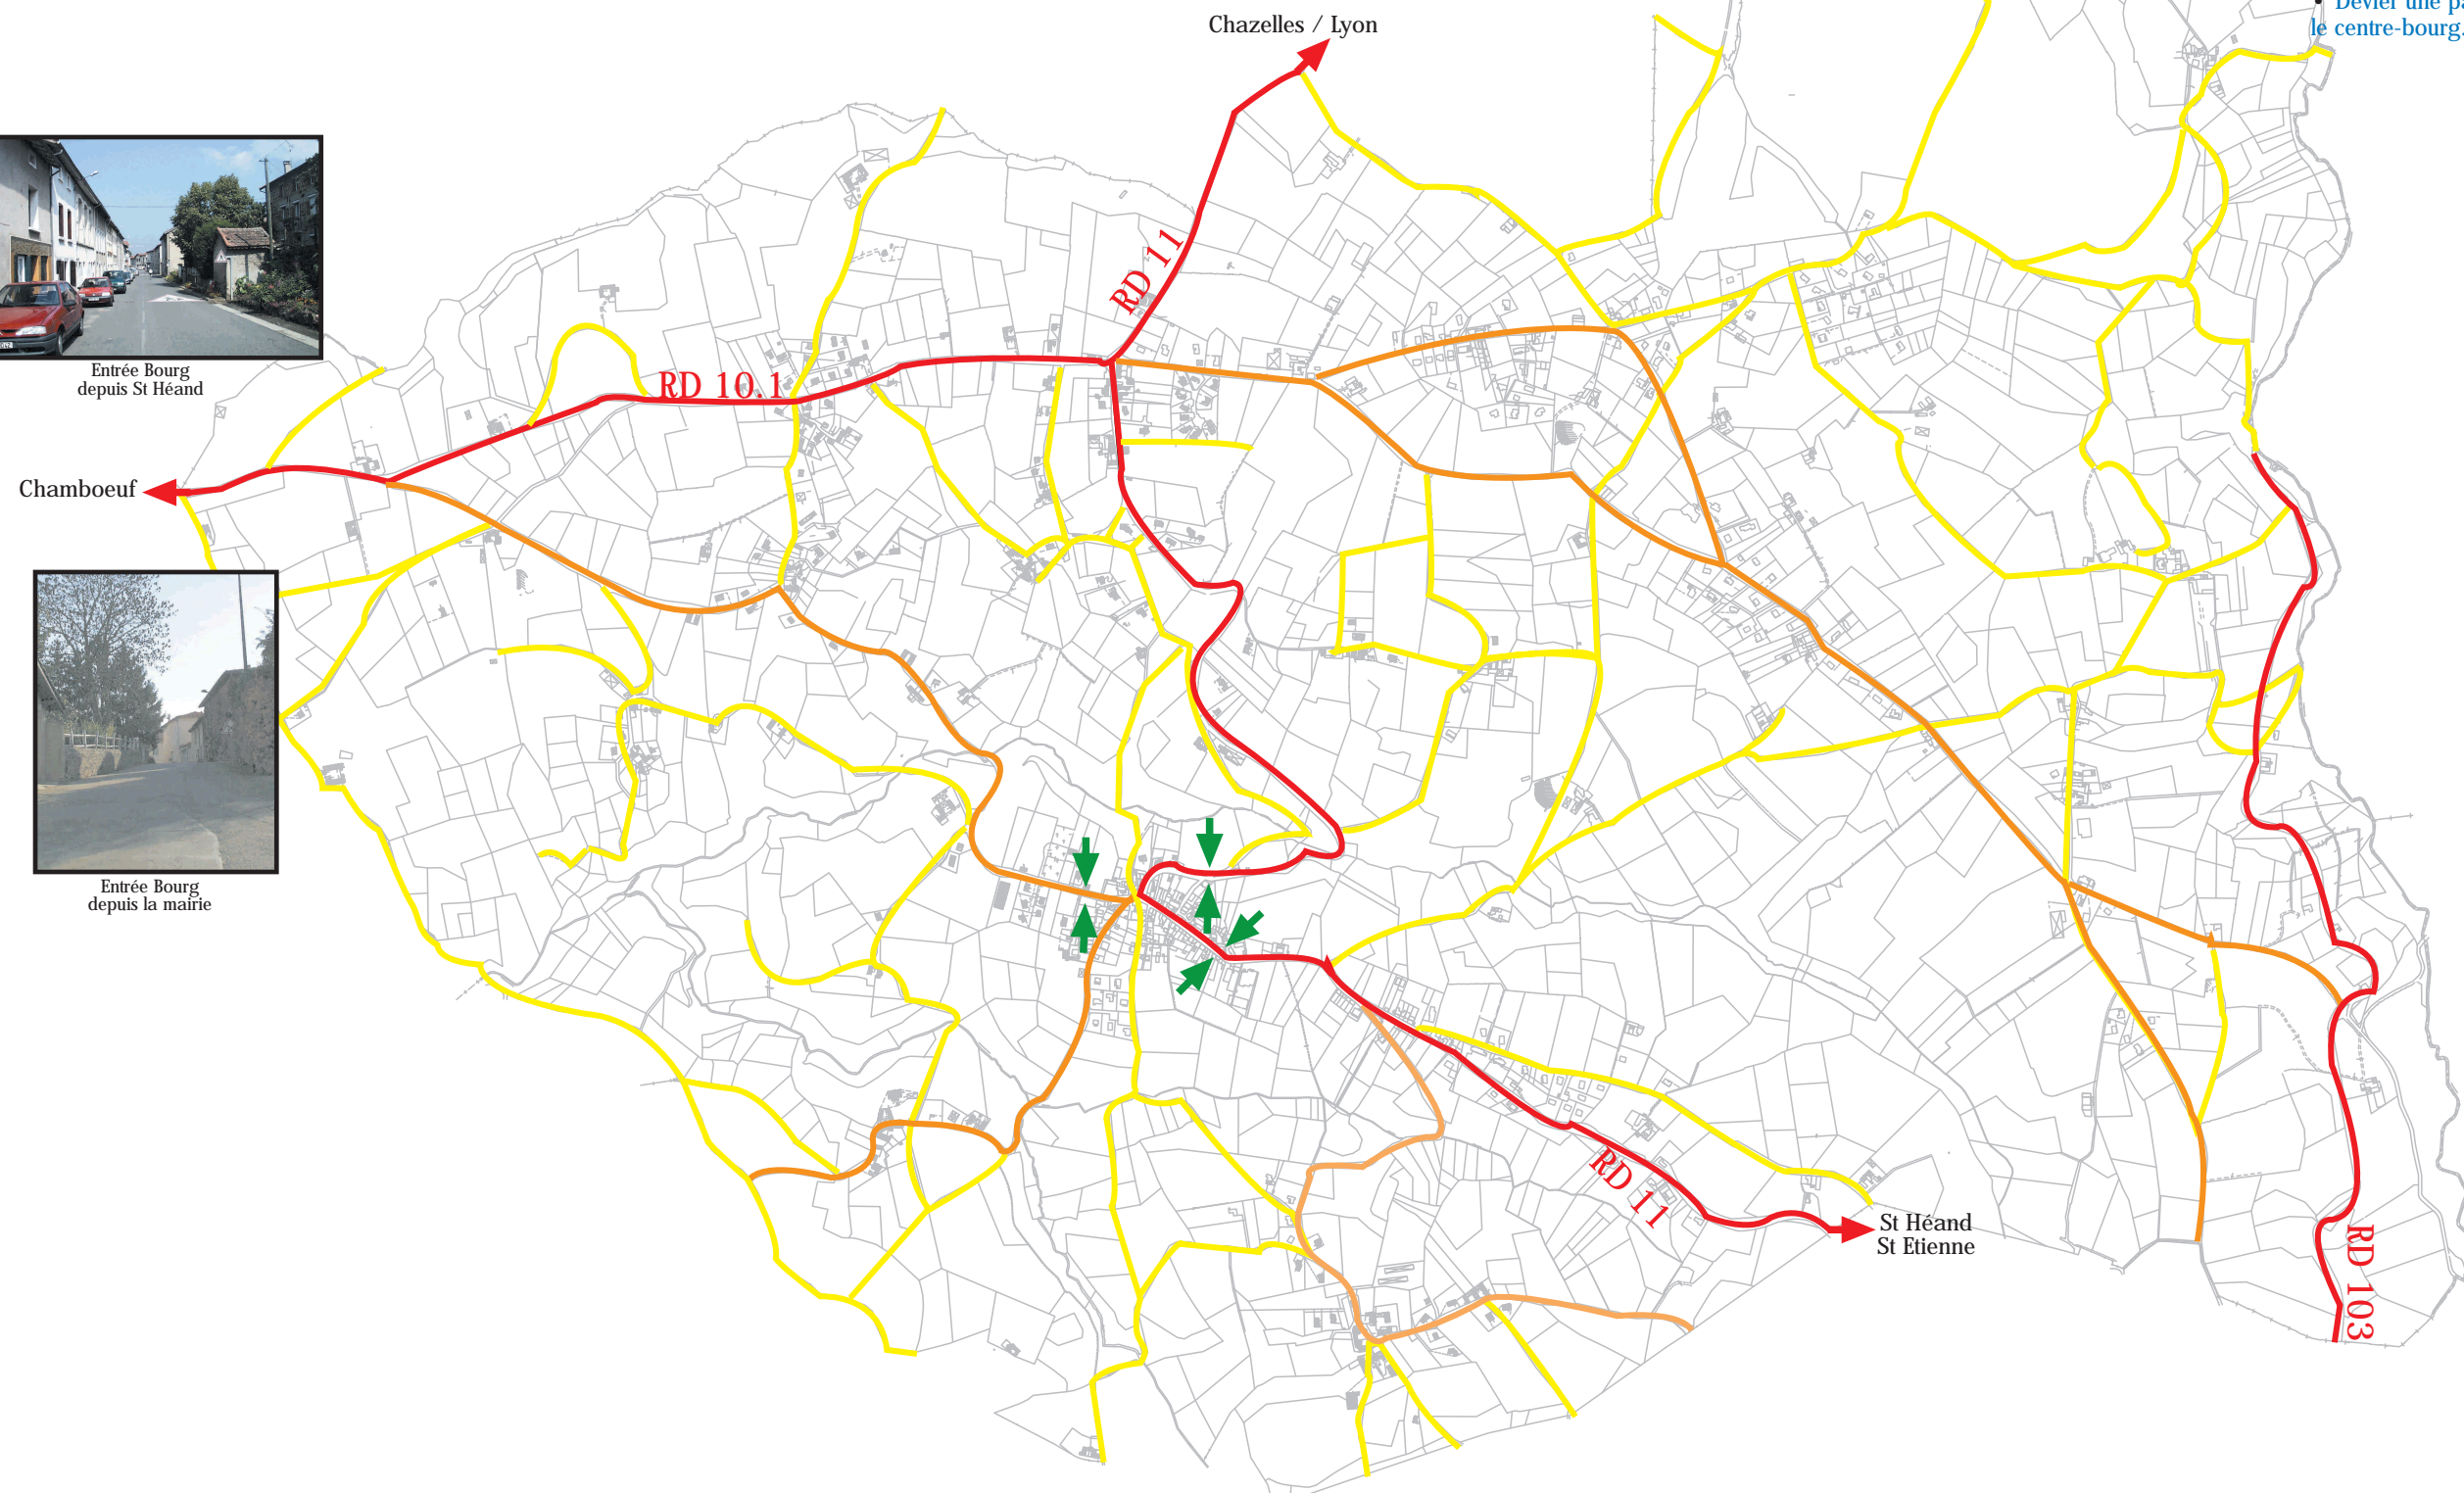 Chazelles / Lyon
le centre-bourg.
RD 11
Entrée Bourg
depuis St Héand
RD 10.1
Chamboeuf
Entrée Bourg
depuis la mairie
RD 11
St Héand
St Etienne
RD 103